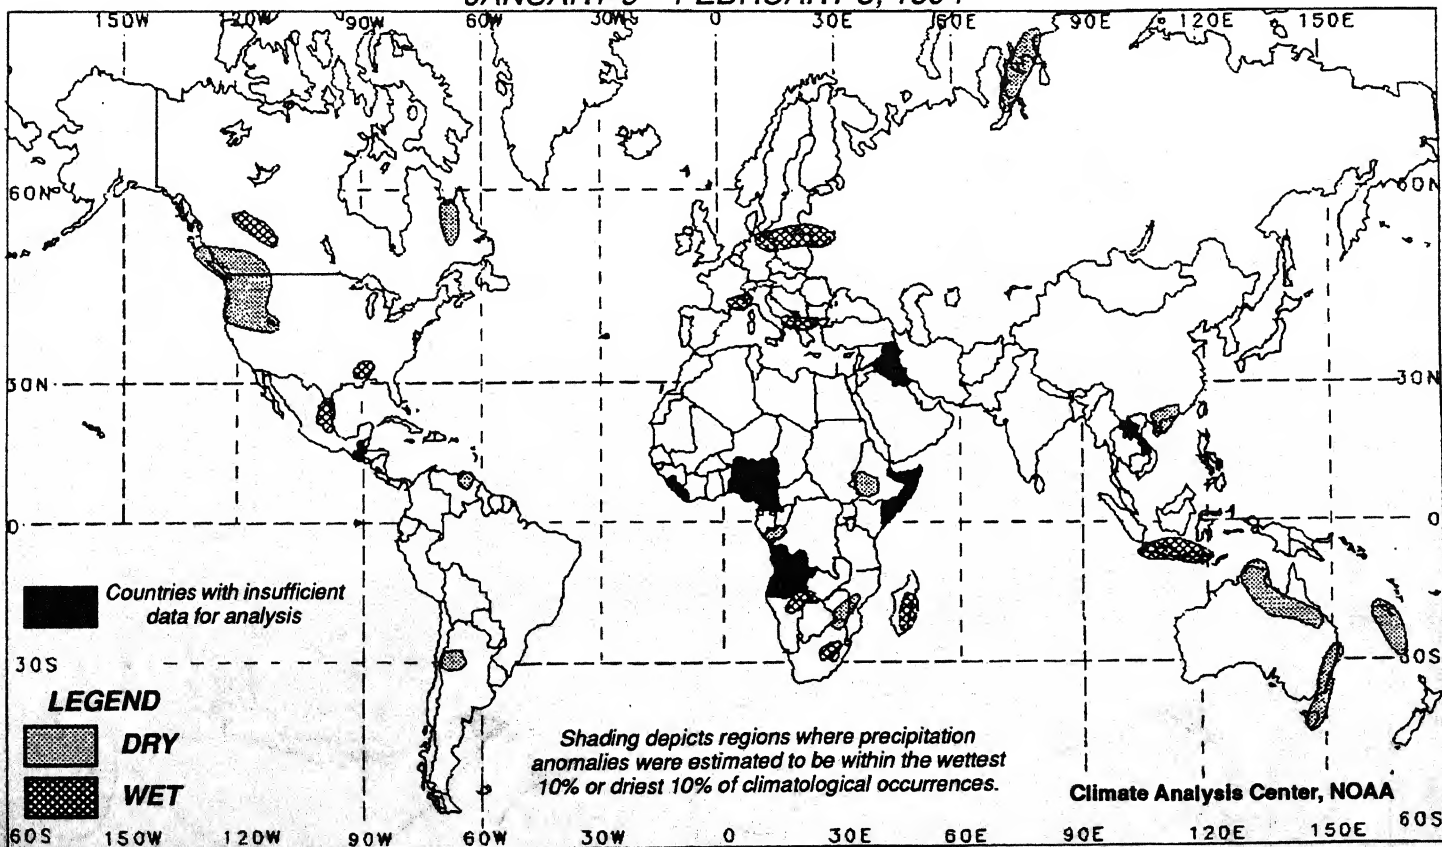 JANUARY FEBRUARY
150W 120W 90W 60W 30W 0 30E 60E 90E 120E 150E
60N 60N
30N 30N
0 0
Countries with insufficient
data for analysis
30S 30S
LEGEND
DRY
WET
Shading depicts regions where precipitation
anomalies were estimated to be within the wettest
10% or driest 10% of climatological occurrences.
Climate Analysis Center, NOAA
60S 150W 120W 90W 60W 30W 0 30E 60E 90E 120E 150E 60S